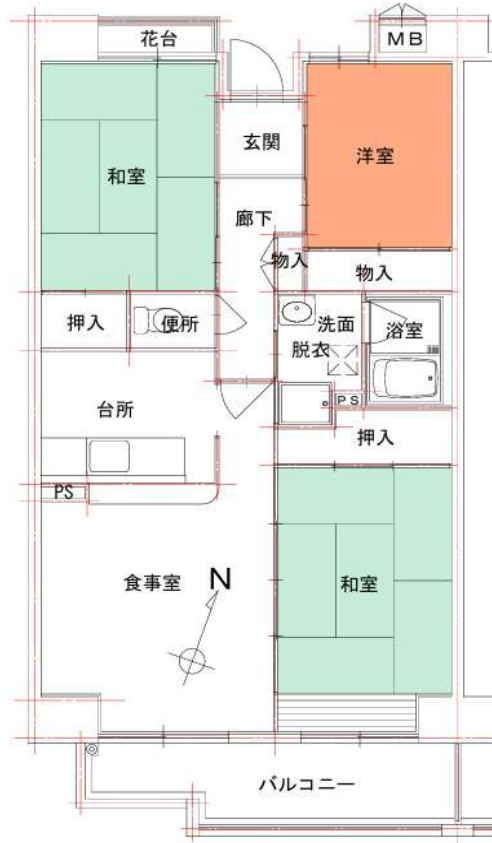 花台
MB
玄関
洋室
和室
廊下
物入
物入
押入
便所
洗面
脱衣
浴室
PS
台所
押入
PS
食事室
N
和室
バルコニー